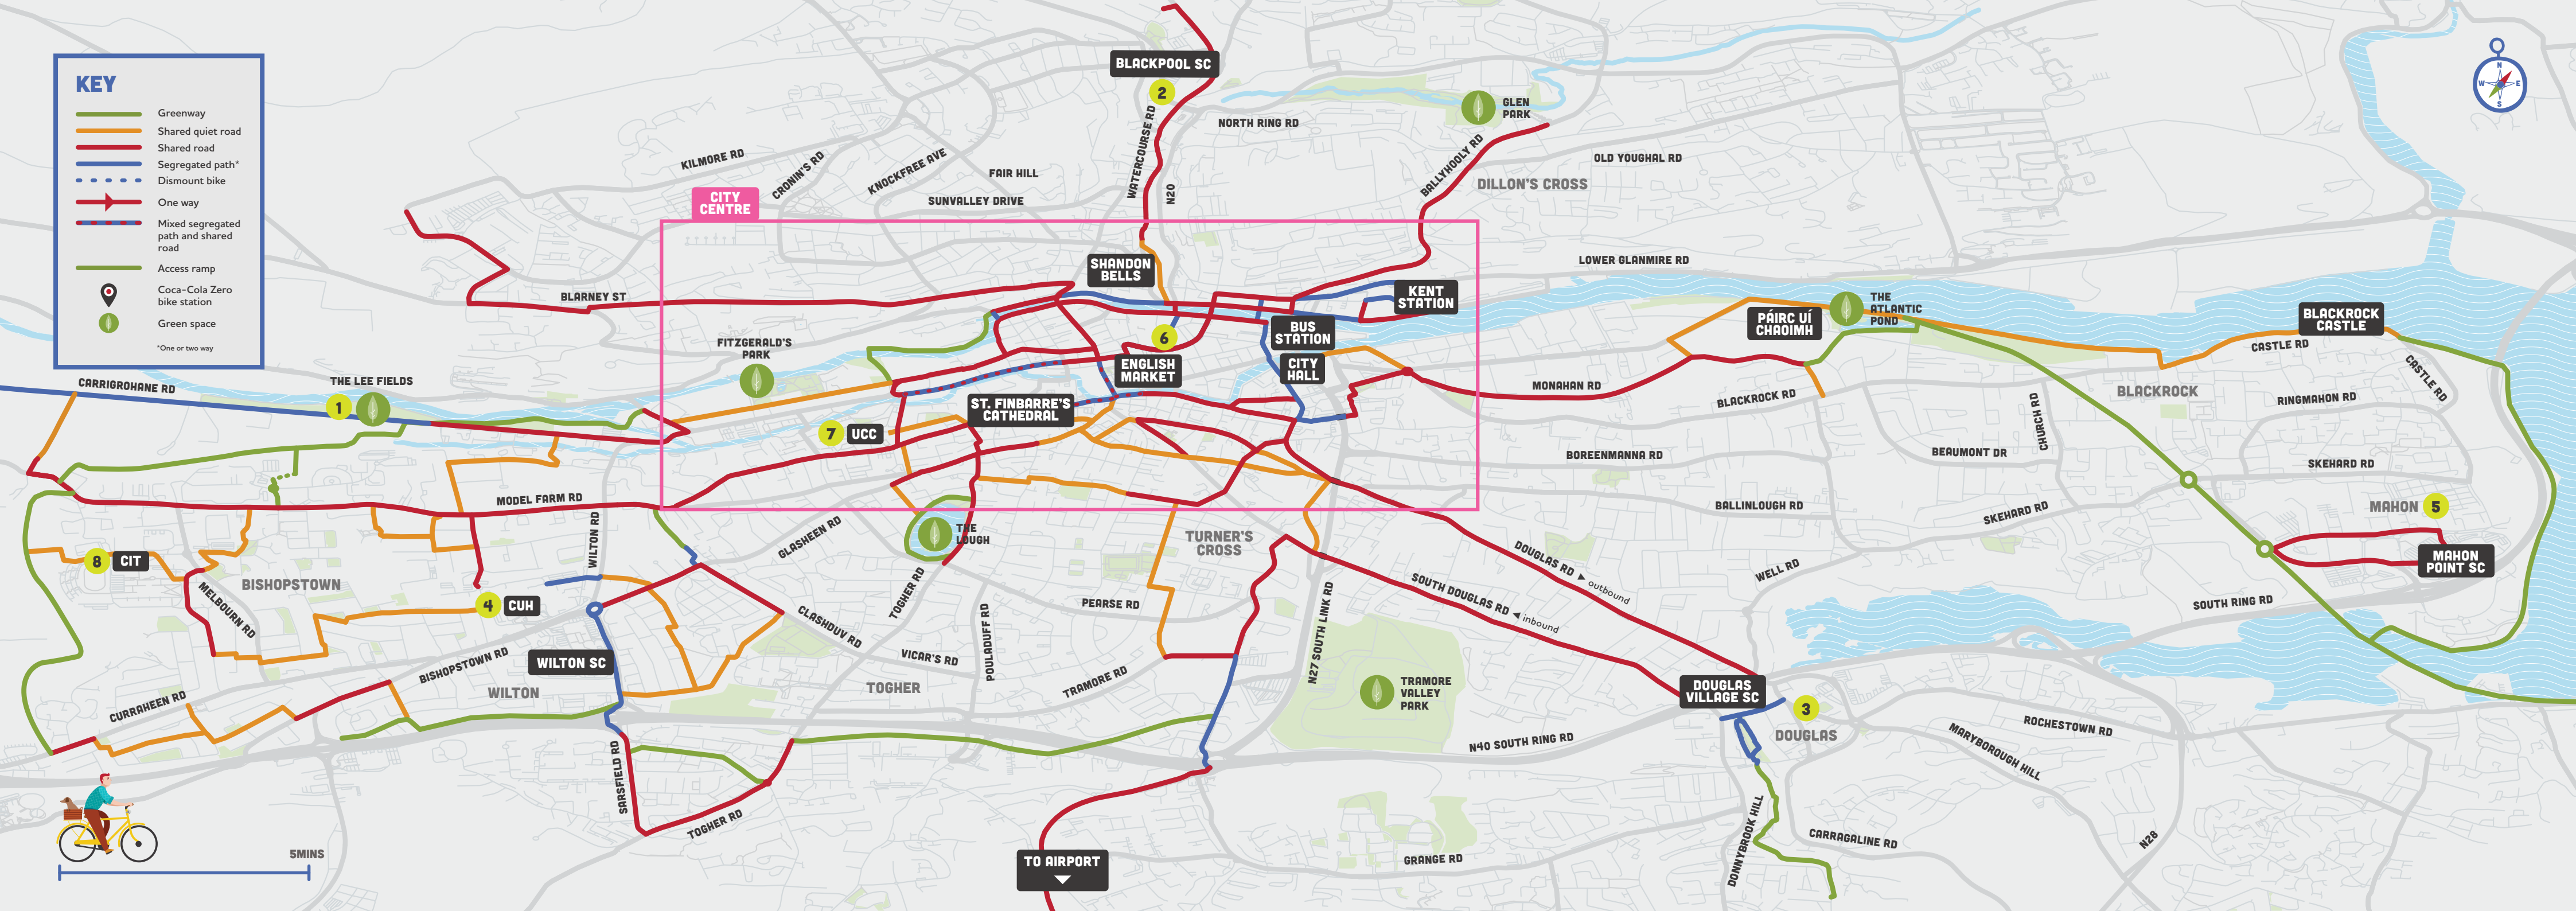 KEY
Greenway
Shared quiet road
Shared road
Segregated path*
Dismount bike
One way
Mixed segregated
path and shared
road
Access ramp
Coca-Cola Zero
bike station
Green space
*One or two way
BLACKPOOL SC
2
WATERCOURSE RD
N20
NORTH RING RD
GLEN
PARK
BALLYHOOLY RD
OLD YOUGHAL RD
DILLON'S CROSS
N
W
E
S
KILMORE RD
CRONIN'S RD
KNOCKFREE AVE
FAIR HILL
SUNVALLEY DRIVE
CITY
CENTRE
SHANDON
BELLS
LOWER GLANMIRE RD
BLARNEY ST
KENT
STATION
BUS
STATION
6
FITZGERALD'S
PARK
ENGLISH
MARKET
CITY
HALL
PÁIRC UÍ
CHAOIMH
THE
ATLANTIC
POND
BLACKROCK
CASTLE
CASTLE RD
CASTLE RD
CARRIGROHANE RD
THE LEE FIELDS
1
ST. FINBARRE'S
CATHEDRAL
7
UCC
MONAHAN RD
BLACKROCK RD
BLACKROCK
RINGMAHON RD
CHURCH RD
BOREENMANNA RD
BEAUMONT DR
SKEHARD RD
MODEL FARM RD
WILTON RD
GLASHEEN RD
THE
LOUGH
TURNER'S
CROSS
BALLINLOUGH RD
SKEHARD RD
MAHON
5
MAHON
POINT SC
8
CIT
BISHOPSTOWN
MELBOURN RD
4
CUH
TOGHER RD
CLASHDUV RD
POULADUFF RD
PEARSE RD
DOUGLAS RD
outbound
SOUTH DOUGLAS RD
inbound
WELL RD
SOUTH RING RD
WILTON SC
BISHOPSTOWN RD
WILTON
VICAR'S RD
TOGHER
TRAMORE RD
N27 SOUTH LINK RD
TRAMORE
VALLEY
PARK
DOUGLAS
VILLAGE SC
3
DOUGLAS
ROCHESTOWN RD
MARYBOROUGH HILL
CURRAHEEN RD
SARSFIELD RD
TOGHER RD
N40 SOUTH RING RD
DONNYBROOK HILL
CARRAGALINE RD
N28
GRANGE RD
TO AIRPORT
5MINS